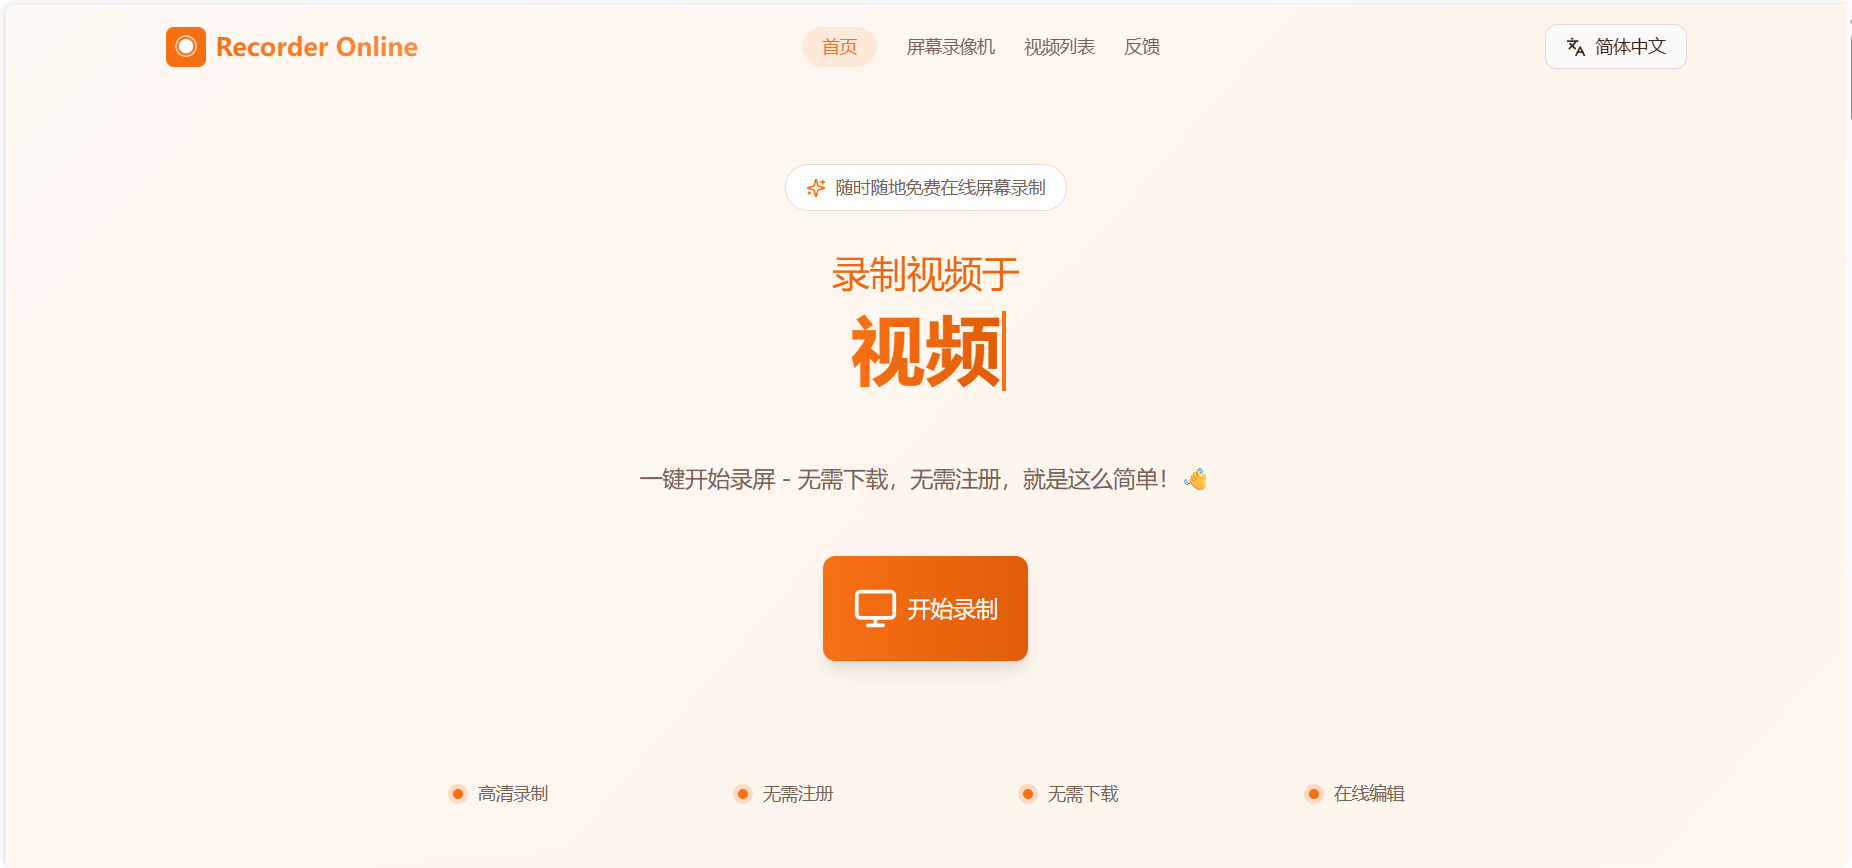 Recorder Online
首页
屏幕录像机
视频列表
反馈
简体中文
随时随地免费在线屏幕录制
录制视频于
视频
一键开始录屏 - 无需下载，无需注册，就是这么简单！👋
开始录制
高清录制
无需注册
无需下载
在线编辑